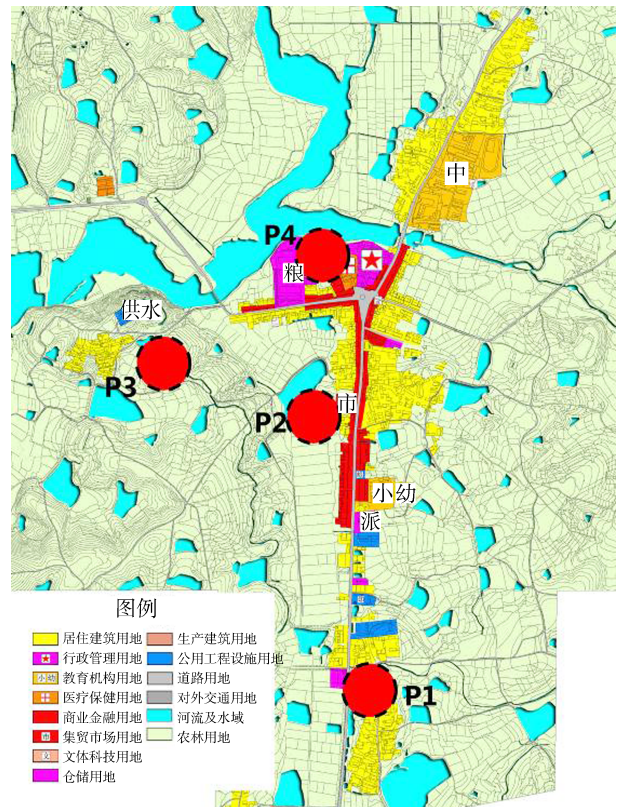 中
P4
粮
供水
P3
市
P2
小幼
派
图例
居住建筑用地
生产建筑用地
行政管理用地
公用工程设施用地
小幼
教育机构用地
道路用地
医疗保健用地
对外交通用地
商业金融用地
河流及水域
市
集贸市场用地
农林用地
文
文体科技用地
仓储用地
P1